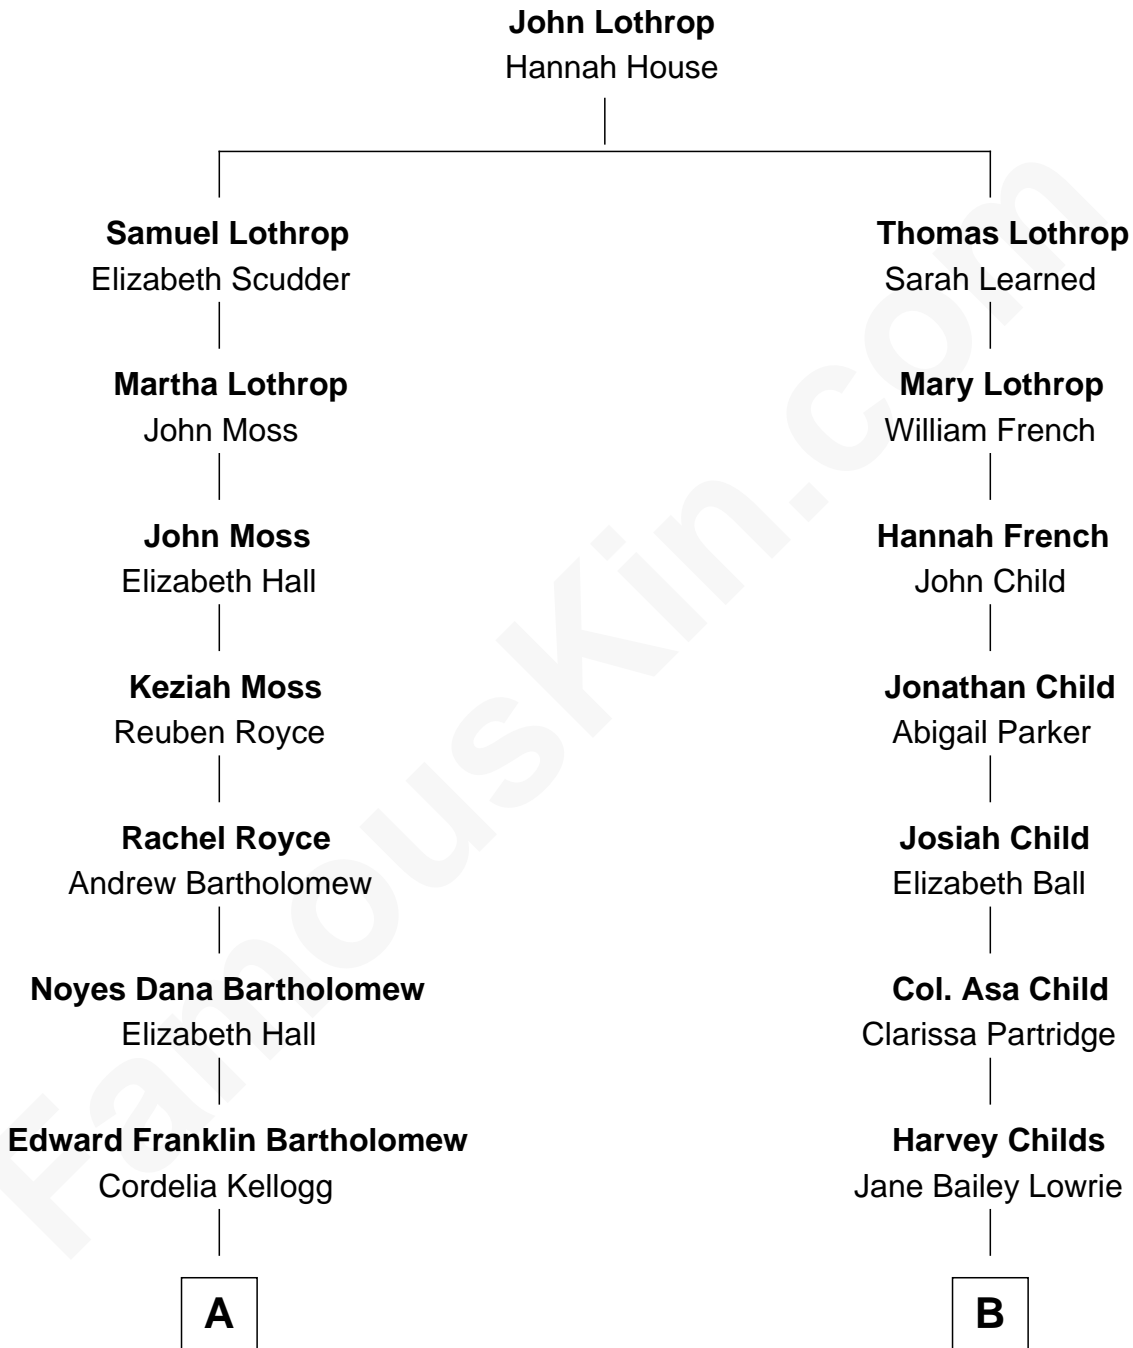 John Lothrop
Hannah House
Samuel Lothrop
Elizabeth Scudder
Thomas Lothrop
Sarah Learned
Martha Lothrop
John Moss
Mary Lothrop
William French
John Moss
Elizabeth Hall
Hannah French
John Child
Keziah Moss
Reuben Royce
Jonathan Child
Abigail Parker
Rachel Royce
Andrew Bartholomew
Josiah Child
Elizabeth Ball
Noyes Dana Bartholomew
Elizabeth Hall
Col. Asa Child
Clarissa Partridge
Edward Franklin Bartholomew
Cordelia Kellogg
Harvey Childs
Jane Bailey Lowrie
A
B
FamousKin.com